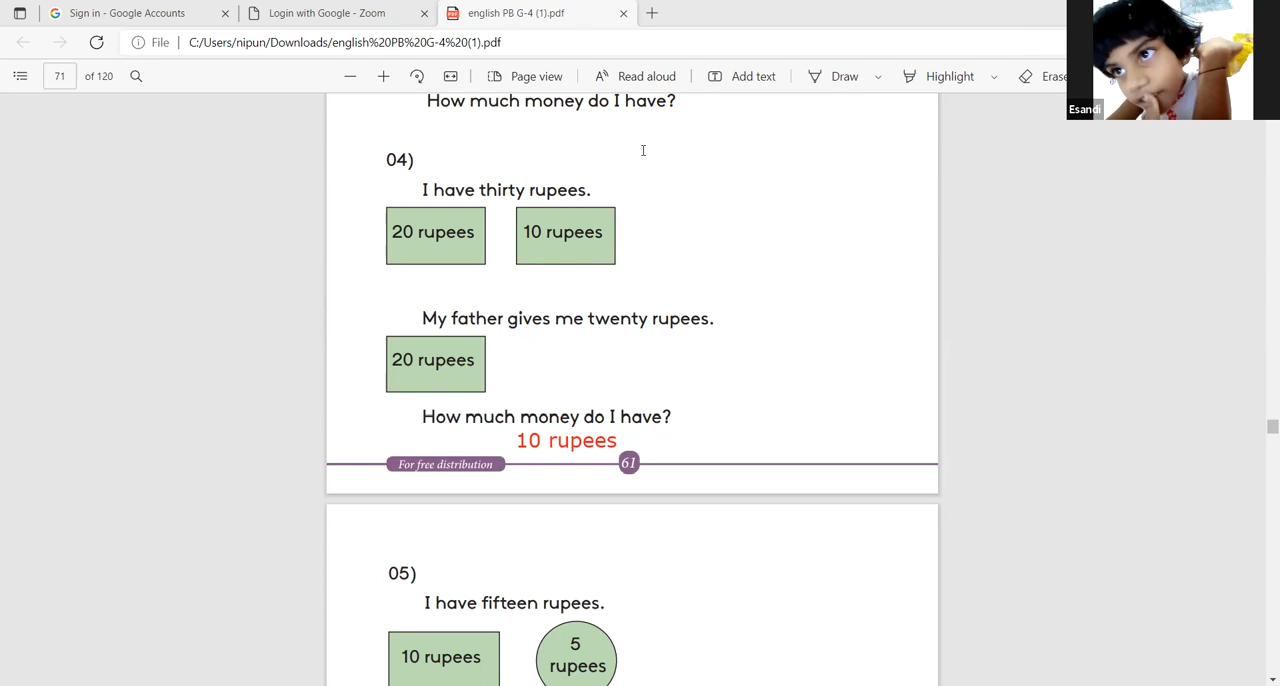 Sign in - Google Accounts
Login with Google - Zoom
english PB G-4 (1).pdf
File
C:/Users/nipun/Downloads/english%20PB%20G-4%20(1).pdf
71 of 120
Page view
Read aloud
Add text
Draw
Highlight
Erase
Esandi
How much money do I have?
04)
I have thirty rupees.
20 rupees 10 rupees
My father gives me twenty rupees.
20 rupees
How much money do I have?
10 rupees
For free distribution 61
05)
I have fifteen rupees.
10 rupees
5
rupees